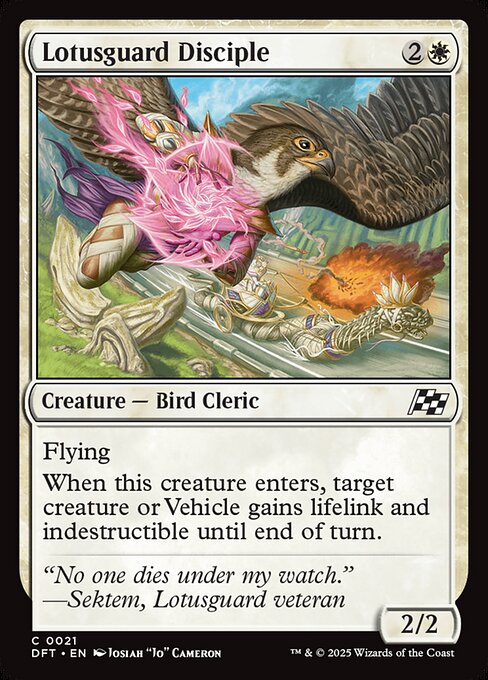 Lotusguard Disciple 2
Creature — Bird Cleric
Flying
When this creature enters, target
creature or Vehicle gains lifelink and
indestructible until end of turn.
“No one dies under my watch.”
—Sektem, Lotusguard veteran
2/2
C 0021
DFT • EN Josiah “Jo” Cameron
™ & © 2025 Wizards of the Coast